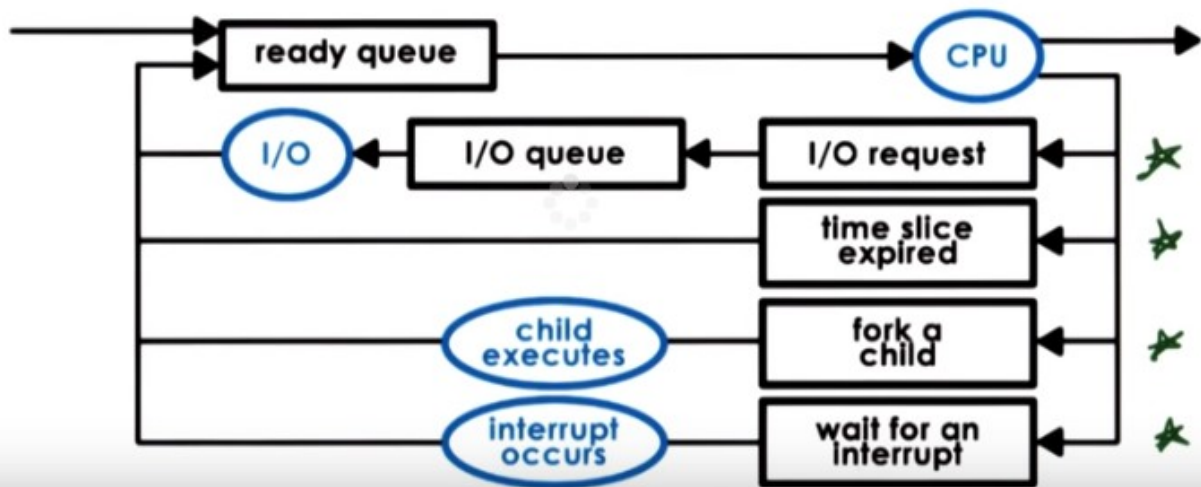 ready queue
CPU
I/O
I/O queue
I/O request
time slice
expired
child
executes
fork a
child
interrupt
occurs
wait for an
interrupt